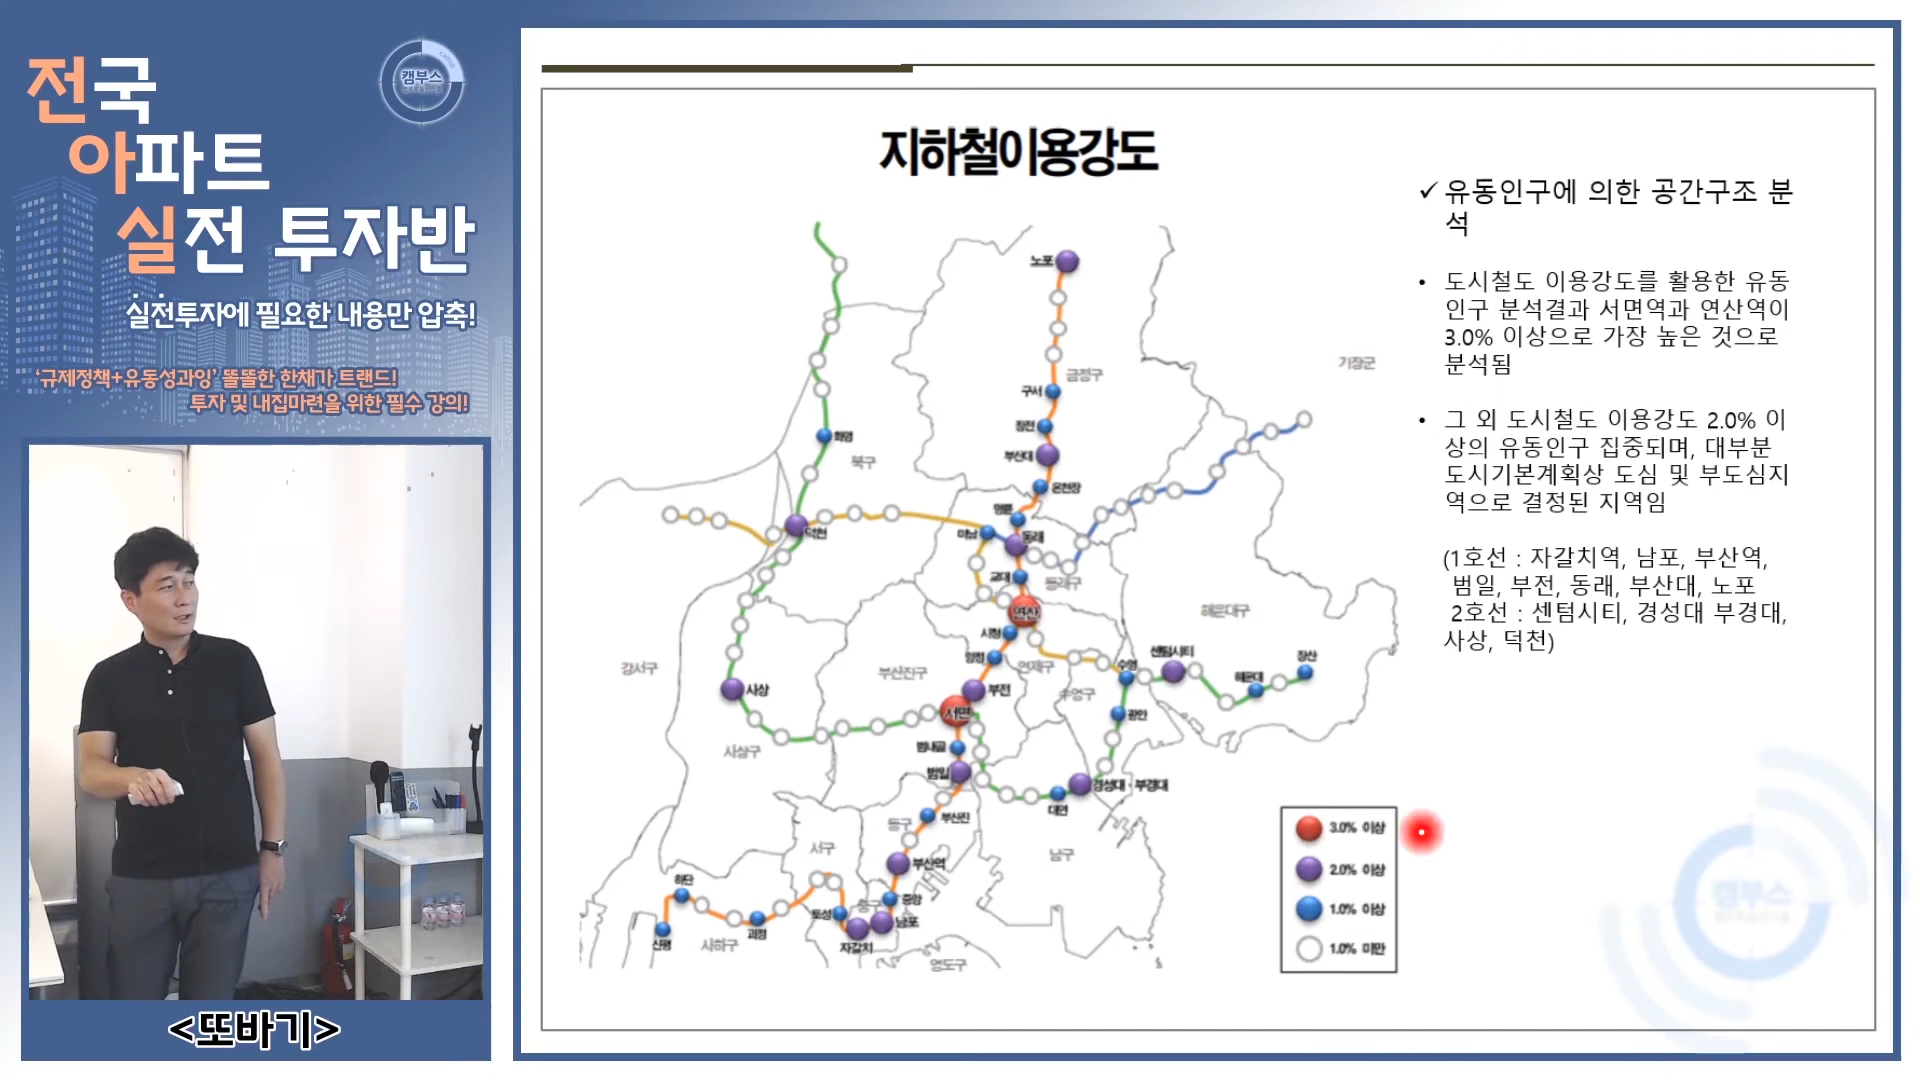 전국
아파트
실전 투자반
실전투자에 필요한 내용만 압축!
'규제정책+유동성과잉' 똘똘한 한채가 트랜드!
투자 및 내집마련을 위한 필수 강의!
camp
캠부스
<또바기>
지하철이용강도
✓ 유동인구에 의한 공간구조 분
석
• 도시철도 이용강도를 활용한 유동
인구 분석결과 서면역과 연산역이
3.0% 이상으로 가장 높은 것으로
분석됨
• 그 외 도시철도 이용강도 2.0% 이
상의 유동인구 집중되며, 대부분
도시기본계획상 도심 및 부도심지
역으로 결정된 지역임
(1호선 : 자갈치역, 남포, 부산역,
범일, 부전, 동래, 부산대, 노포
2호선 : 센텀시티, 경성대 부경대,
사상, 덕천)
노포
기장군
금정구
구서
장전
화명
부산대
북구
온천장
명륜
덕천
미남
동래
교대
동래구
연산
해운대구
시청
센텀시티
장산
양정
연제구
수영
강서구
부산진구
해운대
사상
부전
수영구
서면
광안
사상구
범내골
범일
경성대·부경대
대연
동구
부산진
서구
남구
부산역
하단
중앙
토성
중구
남포
신평
사하구
괴정
자갈치
영도구
3.0% 이상
2.0% 이상
1.0% 이상
1.0% 미만
캠부스